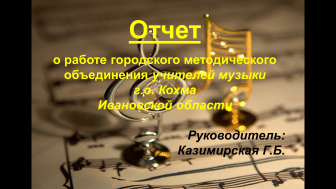 Отчет
о работе городского методического
объединения учителей музыки
г.о. Кохма
Ивановской области
Руководитель:
Казимирская Г.Б.